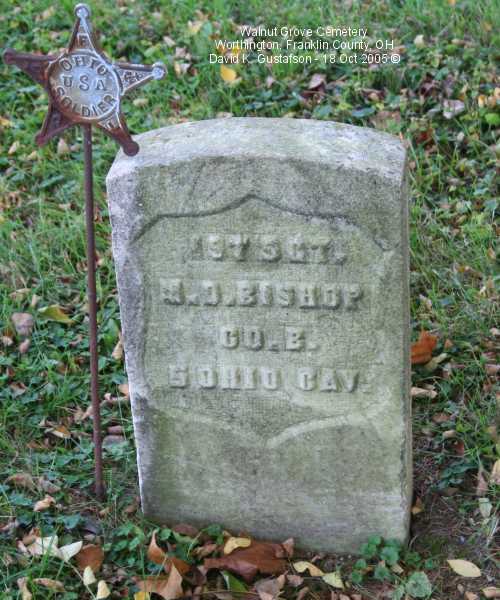 Walnut Grove Cemetery
Worthington, Franklin County, OH
David K. Gustafson - 18 Oct 2005 ©
OHIO
USA
SOLDIER
1ST SGT.
BISHOP
CO. B.
5 OHIO CAV.